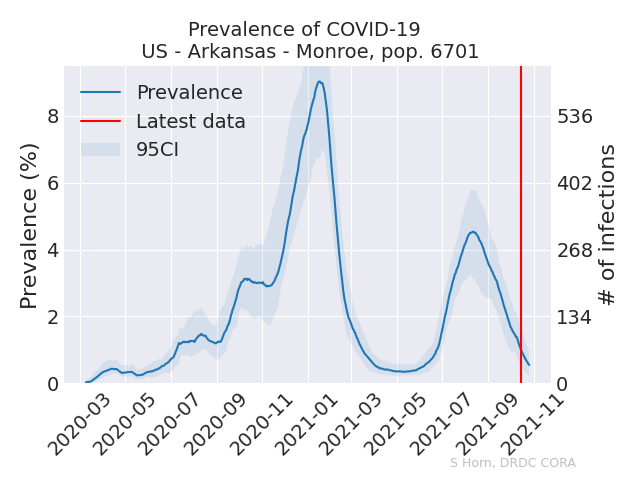 Prevalence of COVID-19
US - Arkansas - Monroe, pop. 6701
Prevalence
Latest data
95CI
Prevalence (%)
8
6
4
2
0
536
402
268
134
0
# of infections
2020-03
2020-05
2020-07
2020-09
2020-11
2021-01
2021-03
2021-05
2021-07
2021-09
2021-11
S Horn, DRDC CORA